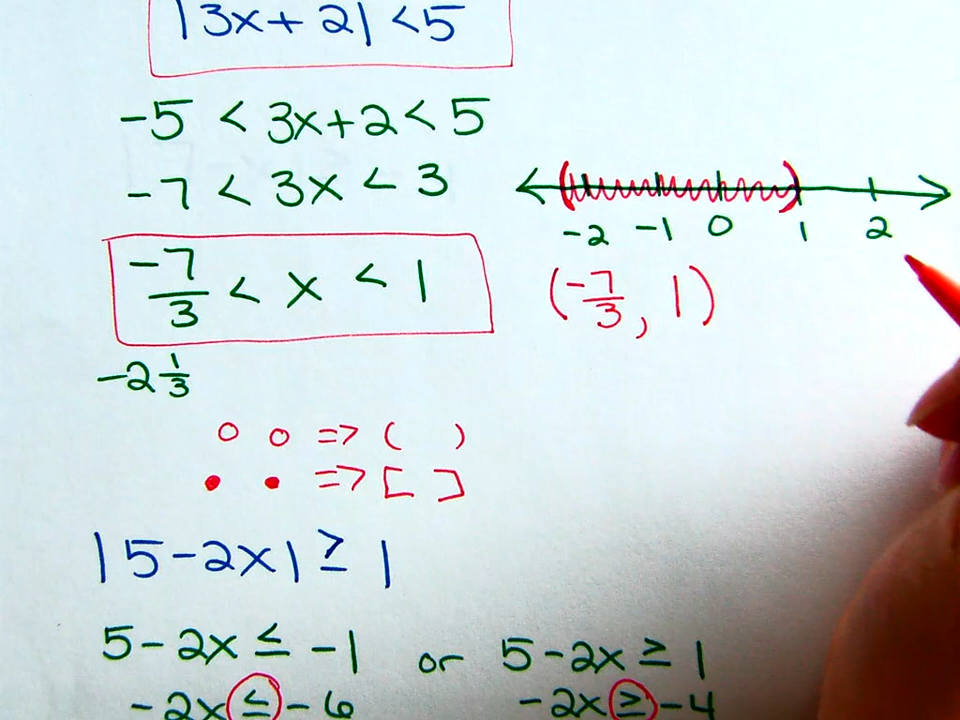 |3x+2| <5
-5 < 3x+2 < 5
-7 < 3x < 3
-2 -1 0 1 2
-7/3 < x < 1
(-7/3, 1)
-2 1/3
o o => ( )
• • => [ ]
|5-2x| ≥ 1
5-2x ≤ -1 or 5-2x ≥ 1
-2x ≤ -6 -2x ≥ -4